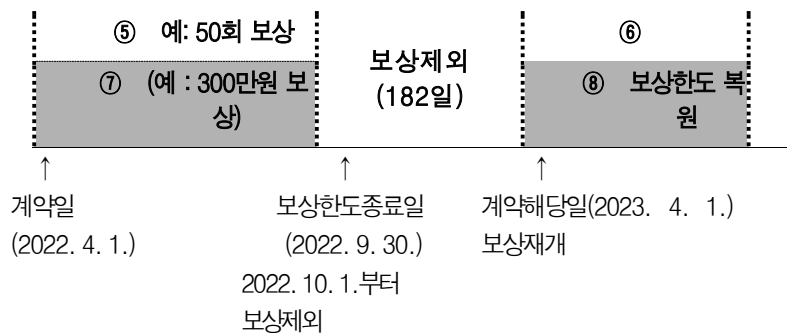 ⑤ 예: 50회 보상
⑥
보상제외
(182일)
⑦ (예 : 300만원 보
상)
⑧ 보상한도 복
원
↑ ↑ ↑
계약일 보상한도종료일 계약해당일(2023. 4. 1.)
(2022. 4. 1.) (2022. 9. 30.) 보상재개
2022. 10. 1.부터
보상제외